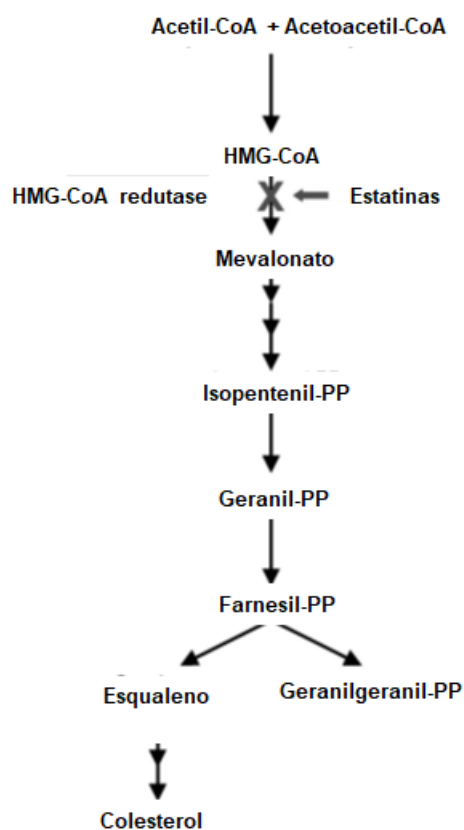 Acetil-CoA + Acetoacetil-CoA
HMG-CoA
HMG-CoA redutase X Estatinas
Mevalonato
Isopentenil-PP
Geranil-PP
Farnesil-PP
Esqualeno Geranilgeranil-PP
Colesterol